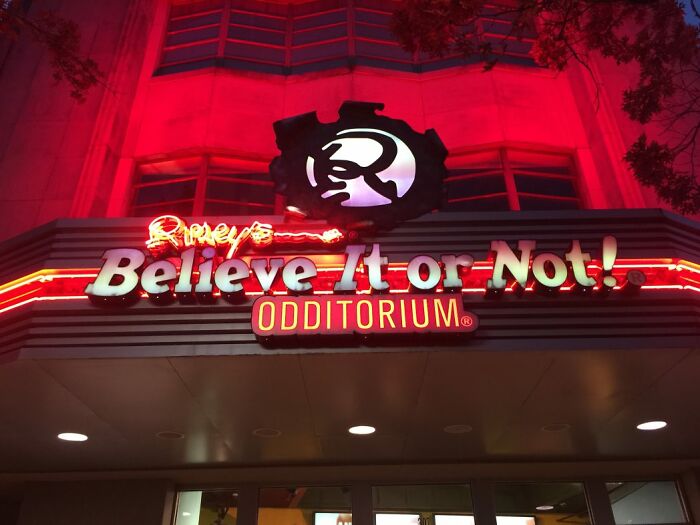 R
Ripley's
Believe It or Not!®
ODDITORIUM®